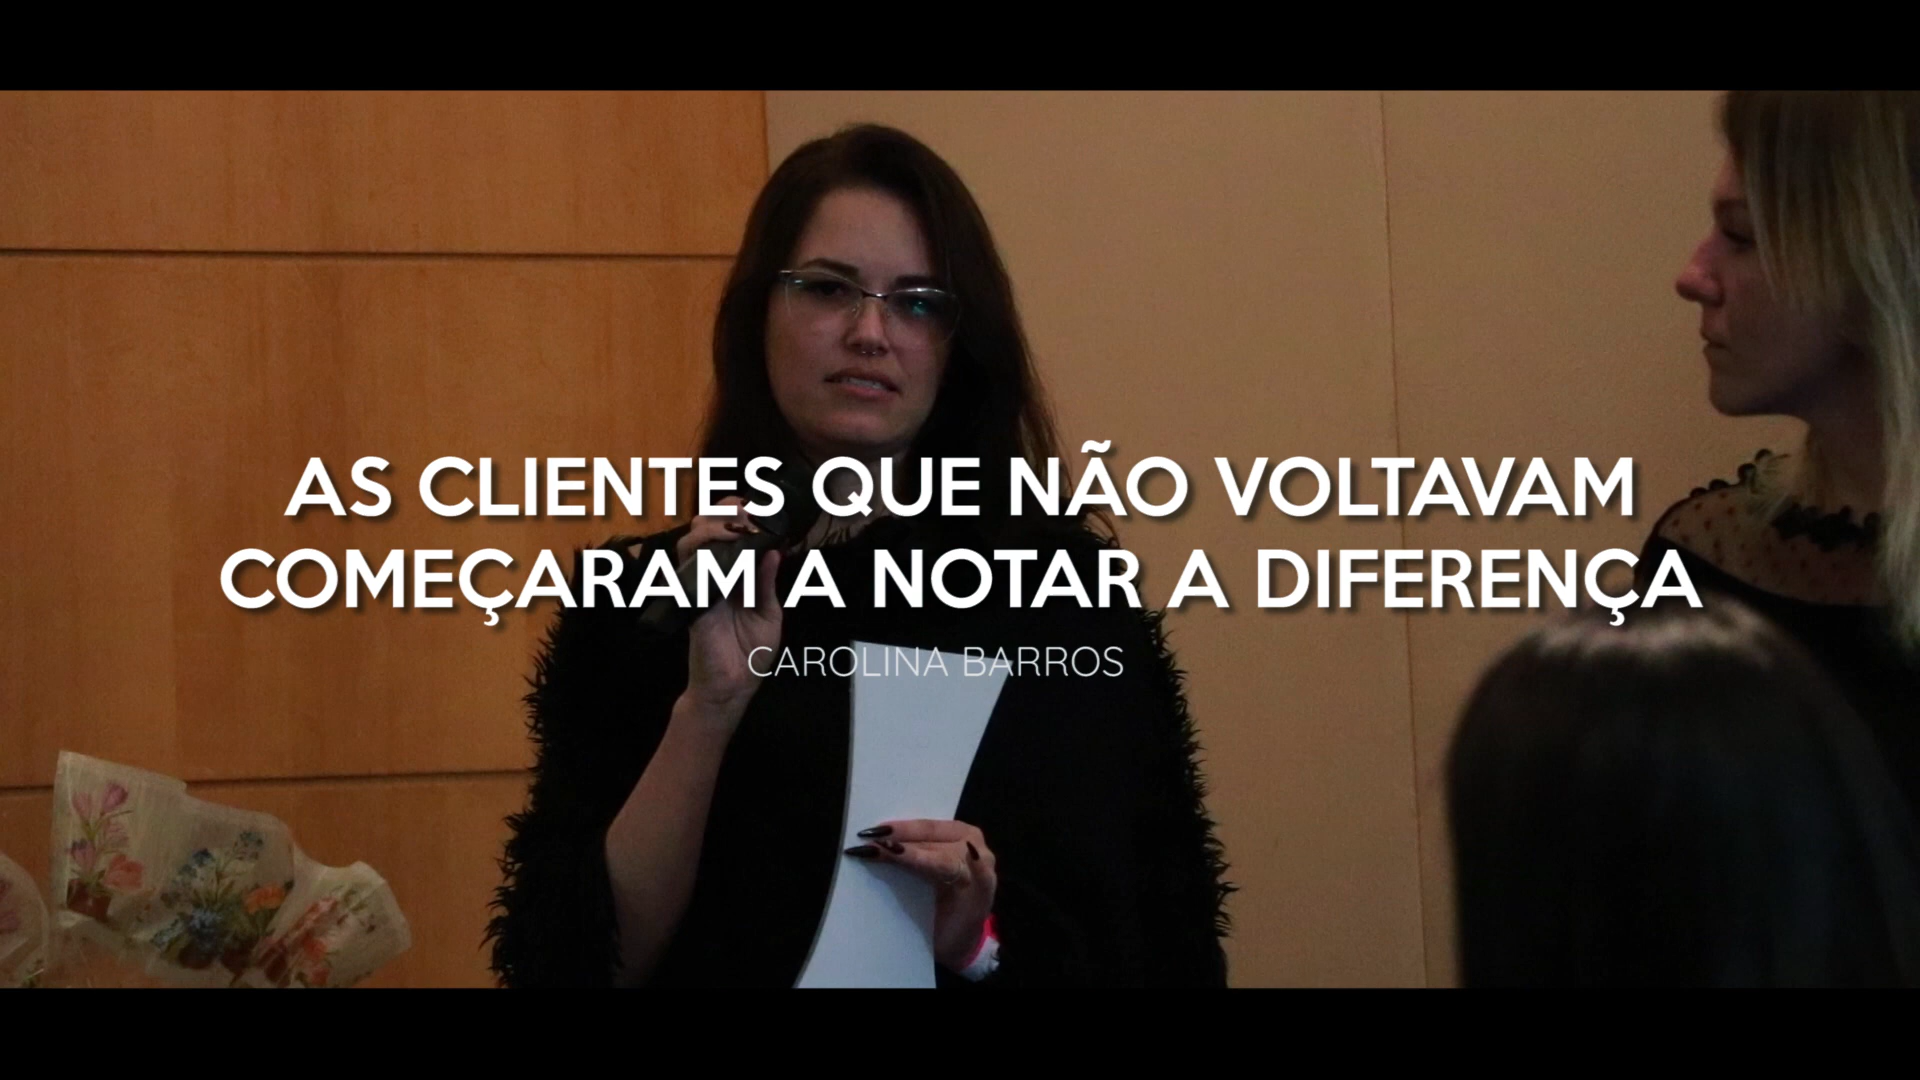 AS CLIENTES QUE NÃO VOLTAVAM
COMEÇARAM A NOTAR A DIFERENÇA
CAROLINA BARROS